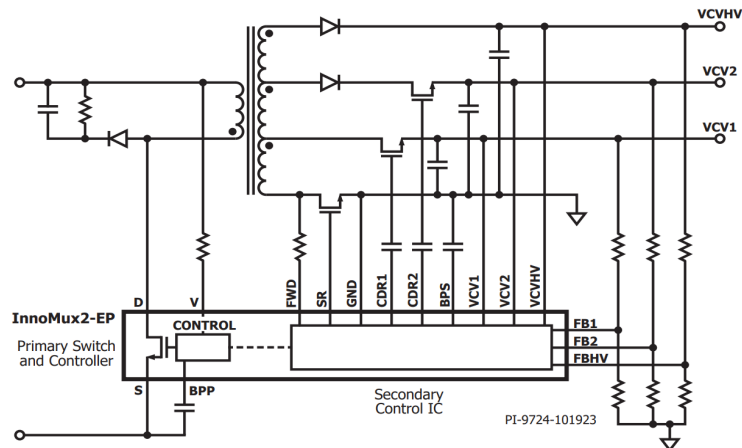 VCVHV
VCV2
VCV1
D
V
FWD
SR
GND
CDR1
CDR2
BPS
VCV1
VCV2
VCVHV
InnoMux2-EP
Primary Switch
and Controller
CONTROL
FB1
FB2
FBHV
S
BPP
Secondary
Control IC
PI-9724-101923